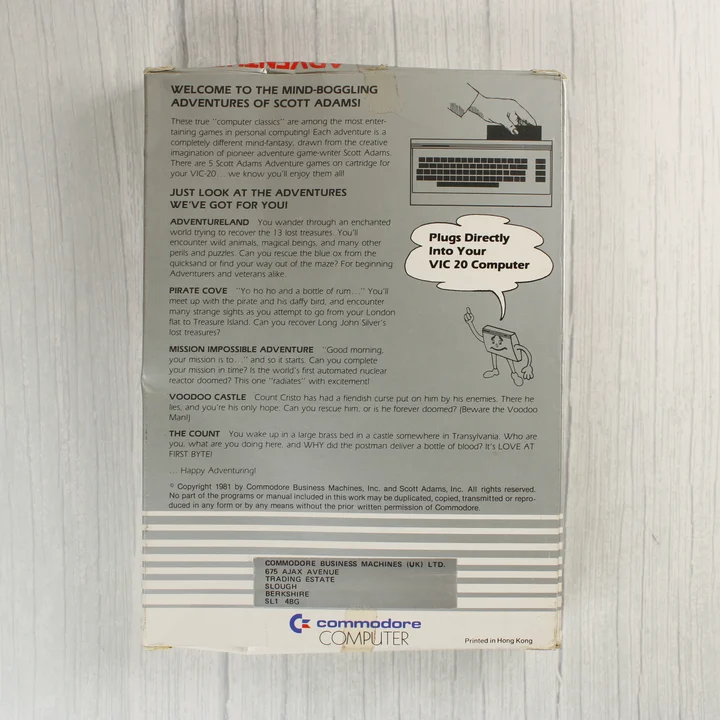 ADVENTU
WELCOME TO THE MIND-BOGGLING
ADVENTURES OF SCOTT ADAMS!
These true "computer classics" are among the most enter-
taining games in personal computing! Each adventure is a
completely different mind-fantasy, drawn from the creative
imagination of pioneer adventure game-writer Scott Adams.
There are 5 Scott Adams Adventure games on cartridge for
your VIC-20 ... we know you'll enjoy them all!
JUST LOOK AT THE ADVENTURES
WE'VE GOT FOR YOU!
ADVENTURELAND You wander through an enchanted
world trying to recover the 13 lost treasures. You'll
encounter wild animals, magical beings, and many other
perils and puzzles. Can you rescue the blue ox from the
quicksand or find your way out of the maze? For beginning
Adventurers and veterans alike.
PIRATE COVE "Yo ho ho and a bottle of rum...." You'll
meet up with the pirate and his daffy bird, and encounter
many strange sights as you attempt to go from your London
flat to Treasure Island. Can you recover Long John Silver's
lost treasures?
MISSION IMPOSSIBLE ADVENTURE "Good morning,
your mission is to. . ." and so it starts. Can you complete
your mission in time? Is the world's first automated nuclear
reactor doomed? This one "radiates" with excitement!
VOODOO CASTLE Count Cristo has had a fiendish curse put on him by his enemies. There he
lies, and you're his only hope. Can you rescue him, or is he forever doomed? (Beware the Voodoo
Man!)
THE COUNT You wake up in a large brass bed in a castle somewhere in Transylvania. Who are
you, what are you doing here, and WHY did the postman deliver a bottle of blood? It's LOVE AT
FIRST BYTE!
... Happy Adventuring!
© Copyright 1981 by Commodore Business Machines, Inc. and Scott Adams, Inc. All rights reserved.
No part of the programs or manual included in this work may be duplicated, copied, transmitted or repro-
duced in any form or by any means without the prior written permission of Commodore.
Plugs Directly
Into Your
VIC 20 Computer
COMMODORE BUSINESS MACHINES (UK) LTD.
675 AJAX AVENUE
TRADING ESTATE
SLOUGH
BERKSHIRE
SL1 4BG
commodore
COMPUTER
Printed in Hong Kong